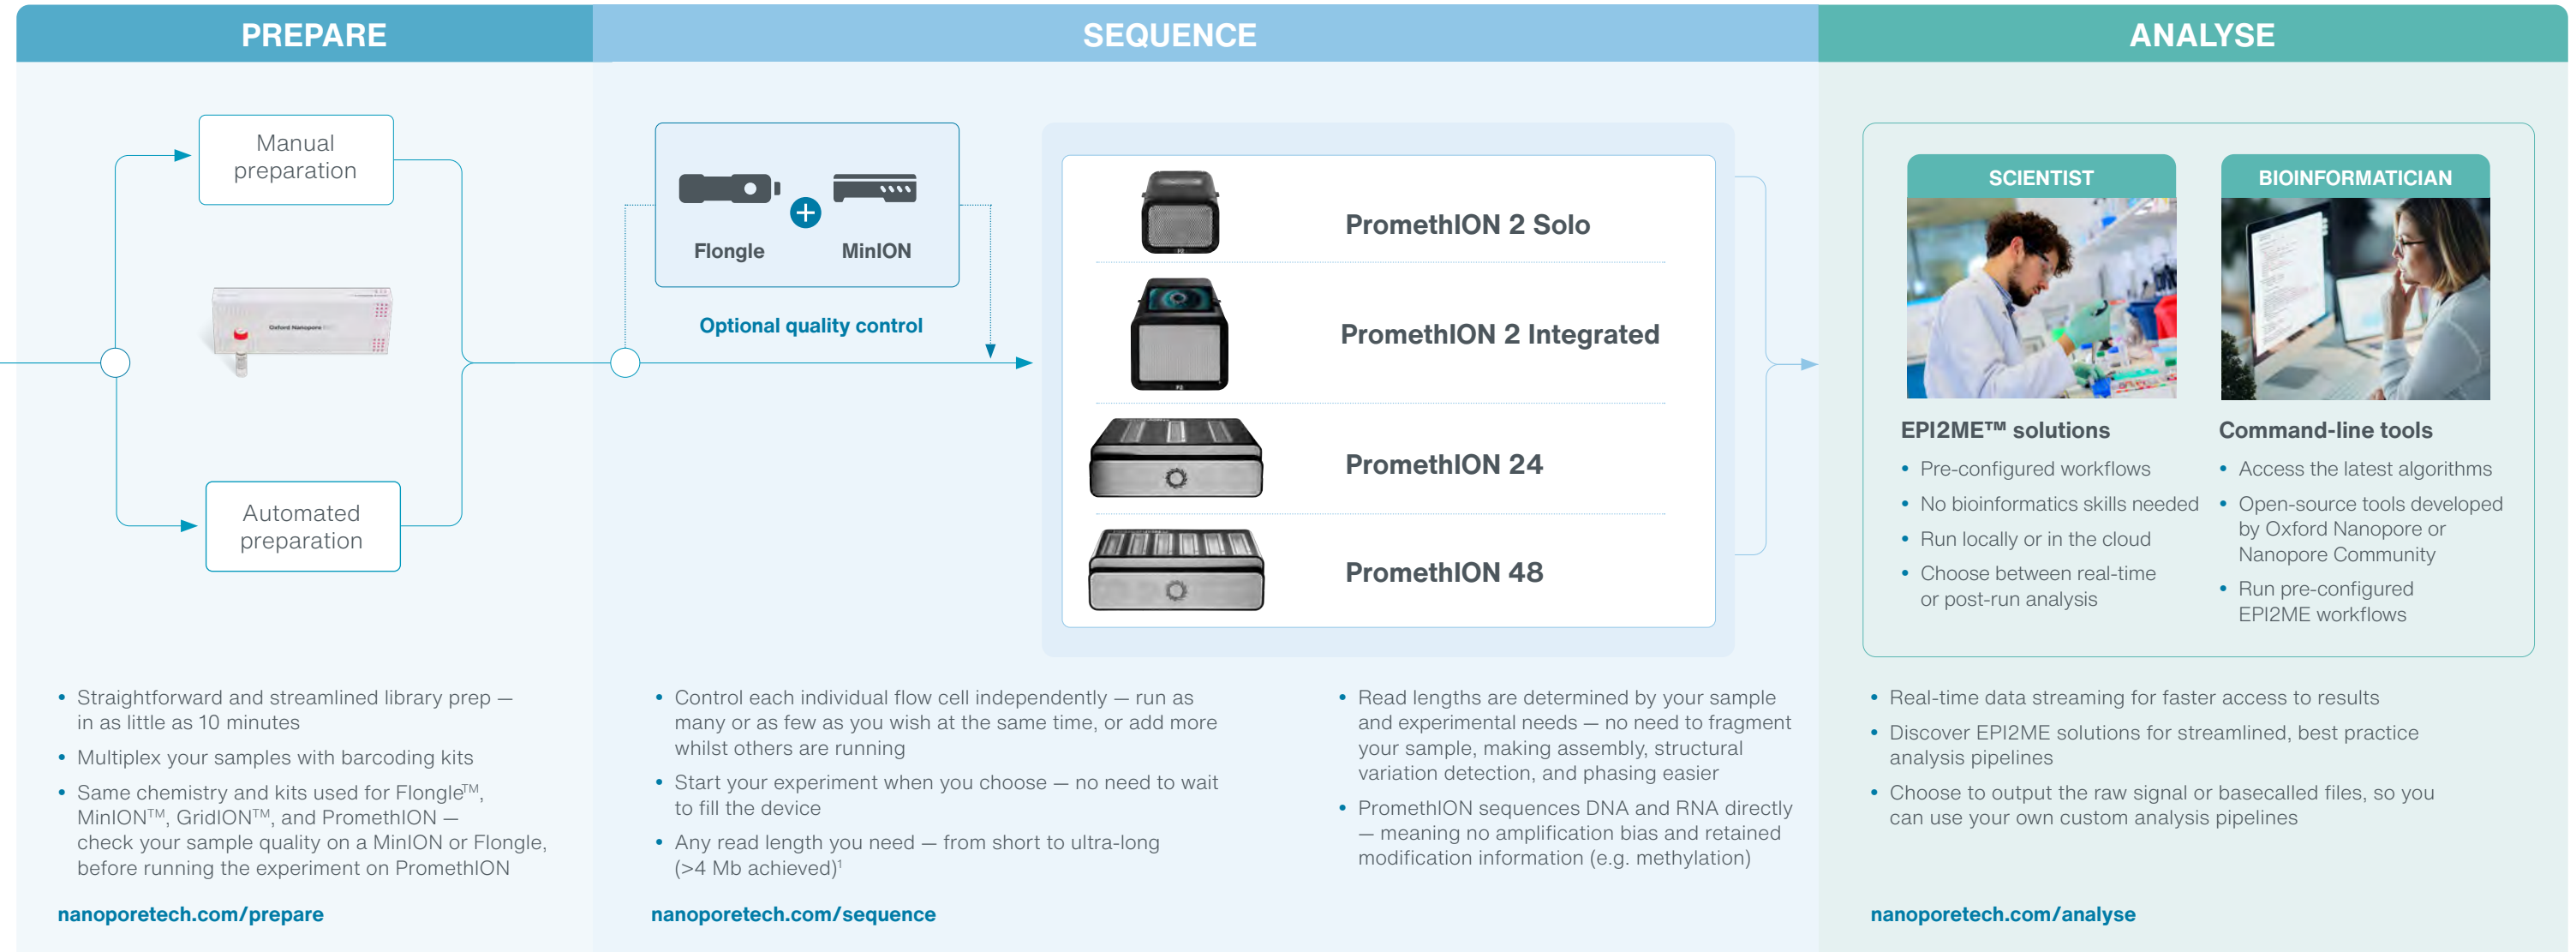 PREPARE
Manual
preparation
Oxford Nanopore
Automated
preparation
• Straightforward and streamlined library prep —
in as little as 10 minutes
• Multiplex your samples with barcoding kits
• Same chemistry and kits used for Flongle™,
MinION™, GridION™, and PromethION —
check your sample quality on a MinION or Flongle,
before running the experiment on PromethION
nanoporetech.com/prepare
SEQUENCE
Flongle
MinION
Optional quality control
PromethION 2 Solo
PromethION 2 Integrated
PromethION 24
PromethION 48
• Control each individual flow cell independently — run as
many or as few as you wish at the same time, or add more
whilst others are running
• Start your experiment when you choose — no need to wait
to fill the device
• Any read length you need — from short to ultra-long
(>4 Mb achieved)¹
• Read lengths are determined by your sample
and experimental needs — no need to fragment
your sample, making assembly, structural
variation detection, and phasing easier
• PromethION sequences DNA and RNA directly
— meaning no amplification bias and retained
modification information (e.g. methylation)
nanoporetech.com/sequence
ANALYSE
SCIENTIST
EPI2ME™ solutions
• Pre-configured workflows
• No bioinformatics skills needed
• Run locally or in the cloud
• Choose between real-time
or post-run analysis
BIOINFORMATICIAN
Command-line tools
• Access the latest algorithms
• Open-source tools developed
by Oxford Nanopore or
Nanopore Community
• Run pre-configured
EPI2ME workflows
• Real-time data streaming for faster access to results
• Discover EPI2ME solutions for streamlined, best practice
analysis pipelines
• Choose to output the raw signal or basecalled files, so you
can use your own custom analysis pipelines
nanoporetech.com/analyse